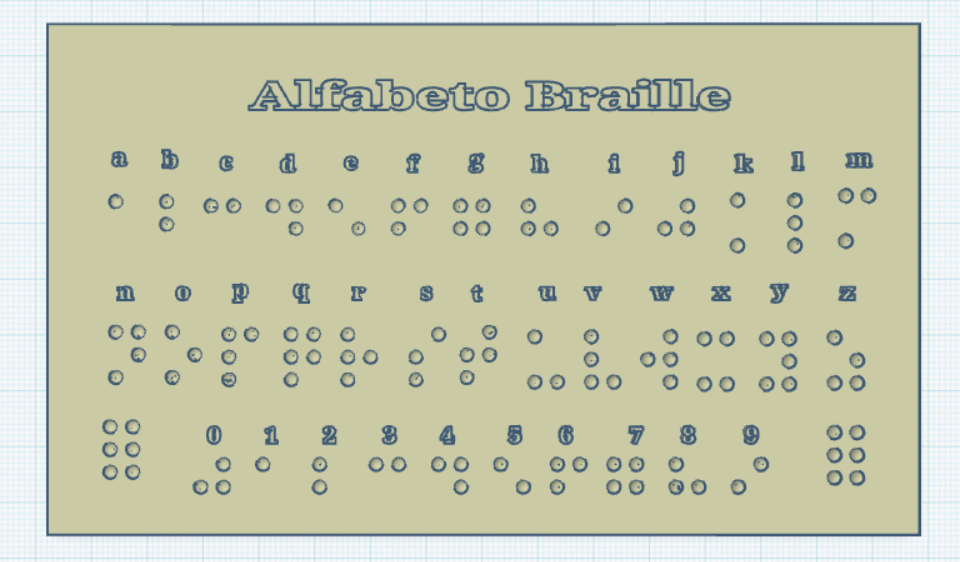 Alfabeto Braille
a b c d e f g h i j k l m
⠁ ⠃ ⠉ ⠙ ⠑ ⠋ ⠛ ⠓ ⠊ ⠚ ⠅ ⠇ ⠍
n o p q r s t u v w x y z
⠝ ⠕ ⠏ ⠟ ⠗ ⠎ ⠞ ⠥ ⠧ ⠺ ⠭ ⠽ ⠵
0 1 2 3 4 5 6 7 8 9
⠿ ⠚ ⠁ ⠃ ⠉ ⠙ ⠑ ⠋ ⠛ ⠓ ⠊ ⠿